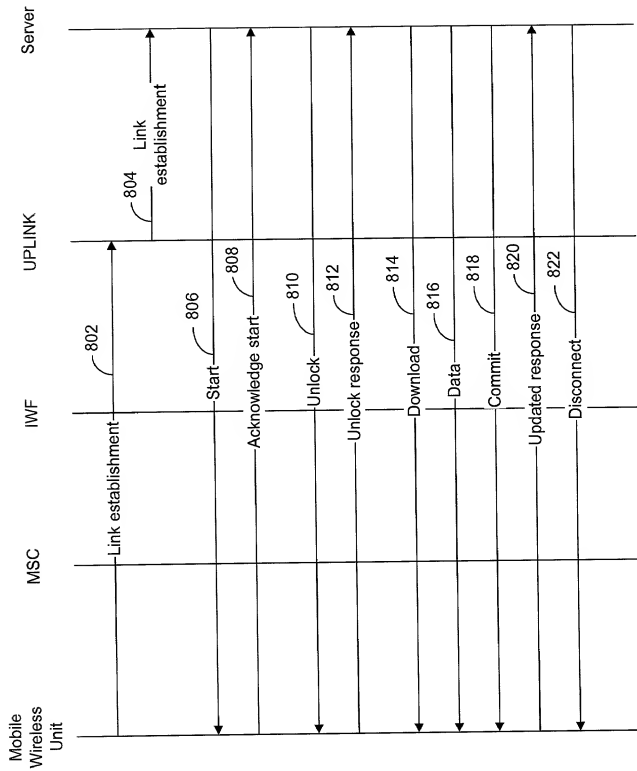 Mobile
Wireless
Unit
MSC
IWF
UPLINK
Server
Link establishment
802
804
Link
establishment
806
Start
808
Acknowledge start
810
Unlock
812
Unlock response
814
Download
816
Data
818
Commit
820
Updated response
822
Disconnect